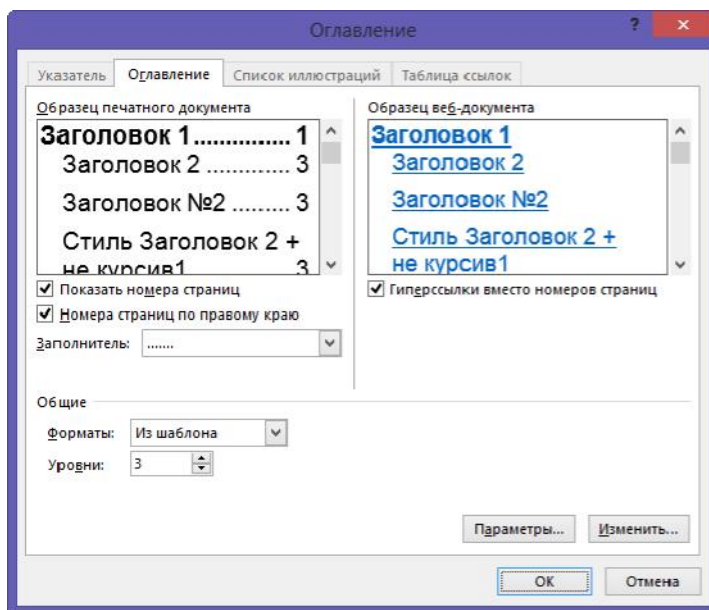 Оглавление
?
Указатель Оглавление Список иллюстраций Таблица ссылок
Образец печатного документа
Заголовок 1............... 1
Заголовок 2 ........... 3
Заголовок №2 ......... 3
Стиль Заголовок 2 +
не курсив1 3
Показать номера страниц
Номера страниц по правому краю
Заполнитель: .......
Образец веб-документа
Заголовок 1
Заголовок 2
Заголовок №2
Стиль Заголовок 2 +
не курсив1
Гиперссылки вместо номеров страниц
Общие
Форматы: Из шаблона
Уровни: 3
Параметры... Изменить...
ОК Отмена